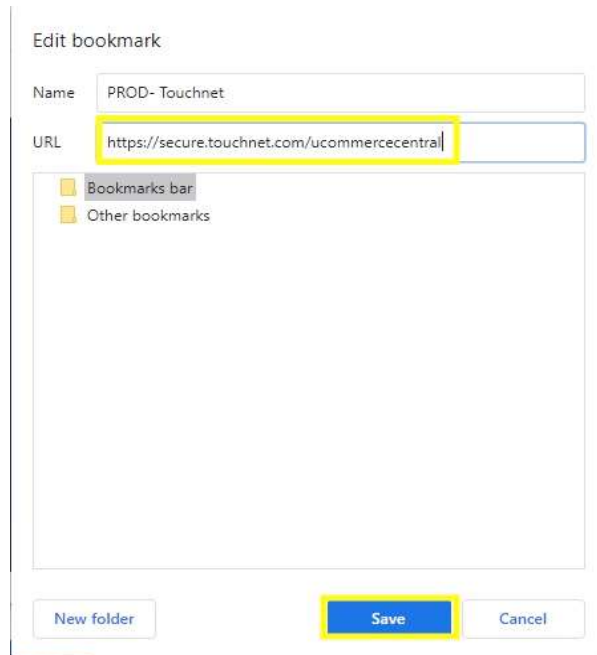 Edit bookmark
Name PROD- Touchnet
URL https://secure.touchnet.com/ucommercecentral
Bookmarks bar
Other bookmarks
New folder Save Cancel